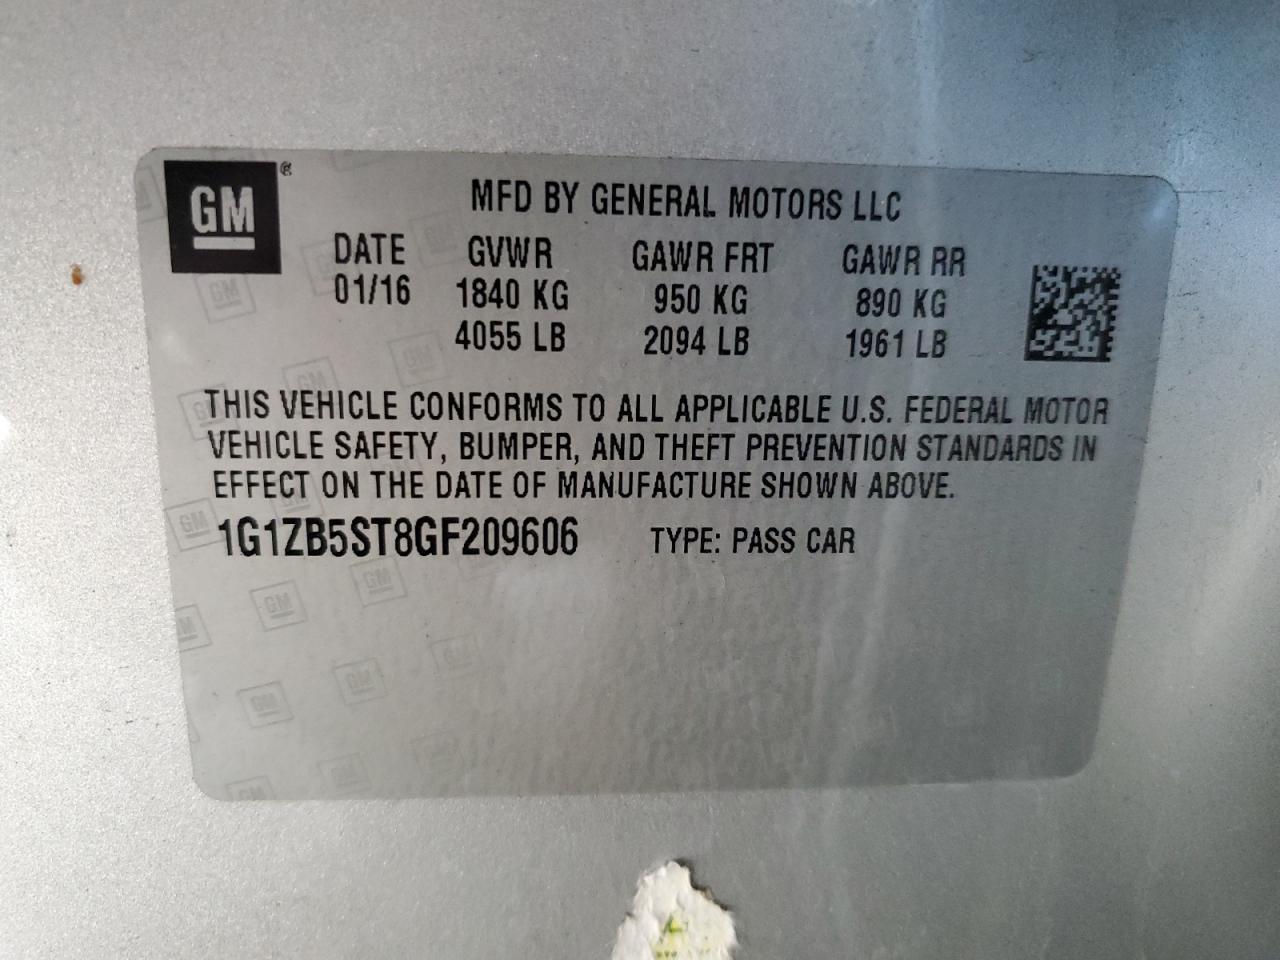 GM
MFD BY GENERAL MOTORS LLC
DATE GVWR GAWR FRT GAWR RR
01/16 1840 KG 950 KG 890 KG
4055 LB 2094 LB 1961 LB
THIS VEHICLE CONFORMS TO ALL APPLICABLE U.S. FEDERAL MOTOR
VEHICLE SAFETY, BUMPER, AND THEFT PREVENTION STANDARDS IN
EFFECT ON THE DATE OF MANUFACTURE SHOWN ABOVE.
1G1ZB5ST8GF209606 TYPE: PASS CAR